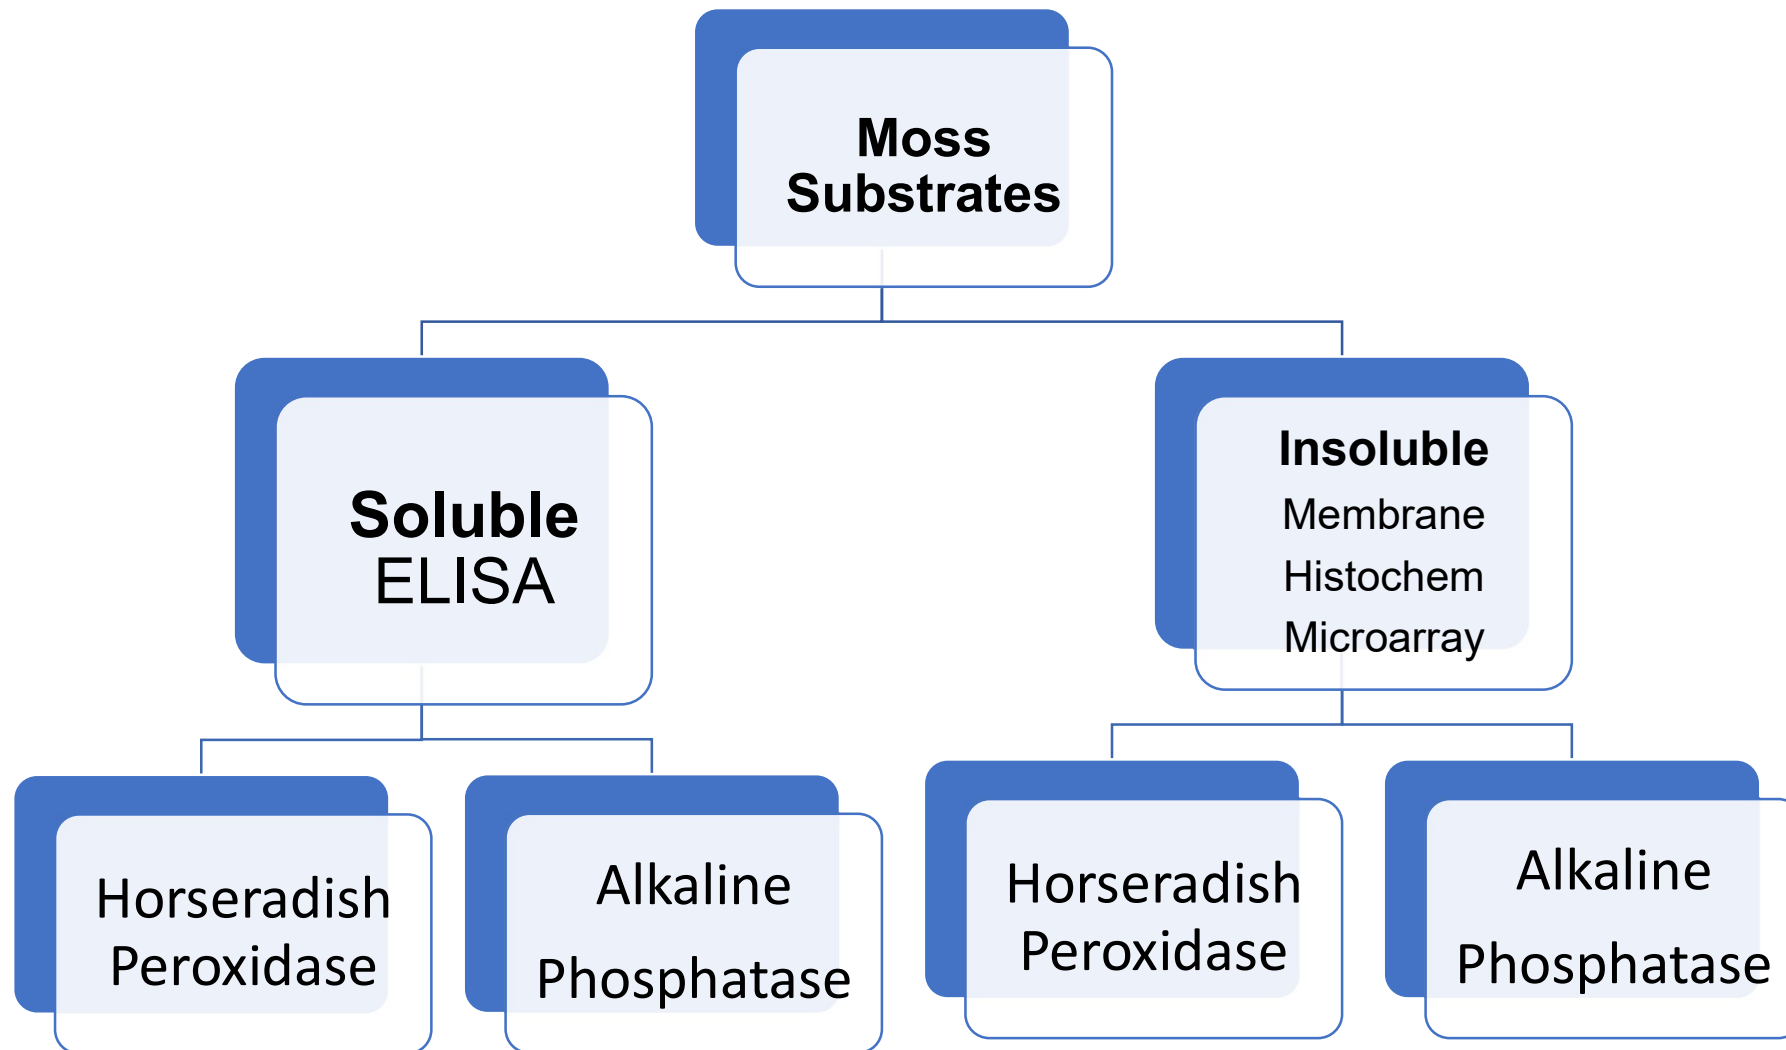 Moss
Substrates
Soluble
ELISA
Insoluble
Membrane
Histochem
Microarray
Horseradish
Peroxidase
Alkaline
Phosphatase
Horseradish
Peroxidase
Alkaline
Phosphatase